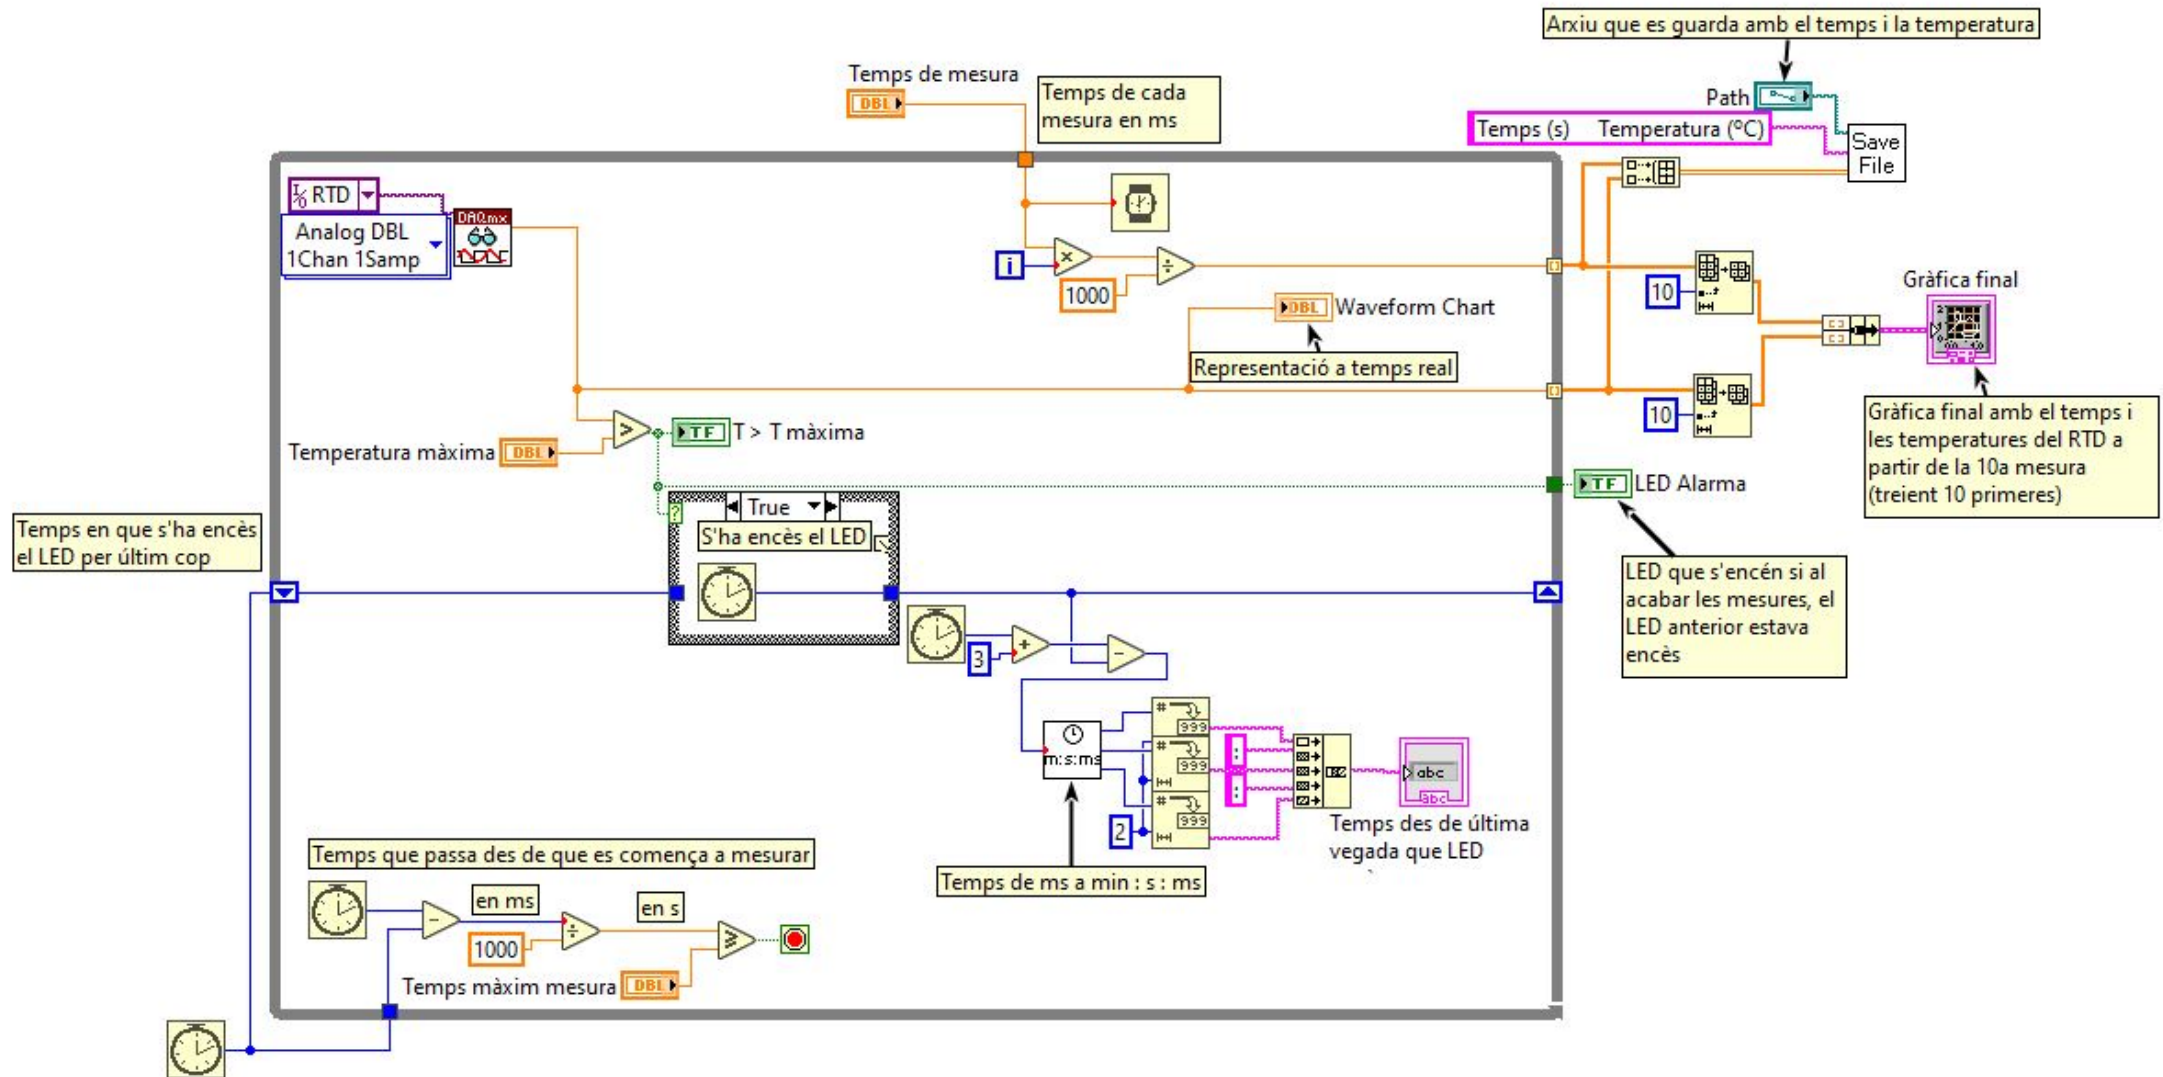 Arxiu que es guarda amb el temps i la temperatura
Temps de mesura
DBL
Temps de cada
mesura en ms
Path
Temps (s) Temperatura (ºC)
Save
File
I/O RTD
Analog DBL
1Chan 1Samp
DAQmx
i
1000
DBL
Waveform Chart
Representació a temps real
10
10
Gràfica final
Gràfica final amb el temps i
les temperatures del RTD a
partir de la 10a mesura
(treient 10 primeres)
Temperatura màxima
DBL
TF
T > T màxima
TF
LED Alarma
LED que s'encén si al
acabar les mesures, el
LED anterior estava
encès
Temps en que s'ha encès
el LED per últim cop
?
True
S'ha encès el LED
3
m:s:ms
# 999
# 999
# 999
:
:
2
abc
abc
Temps des de última
vegada que LED
Temps de ms a min : s : ms
Temps que passa des de que es comença a mesurar
en ms
1000
en s
Temps màxim mesura
DBL